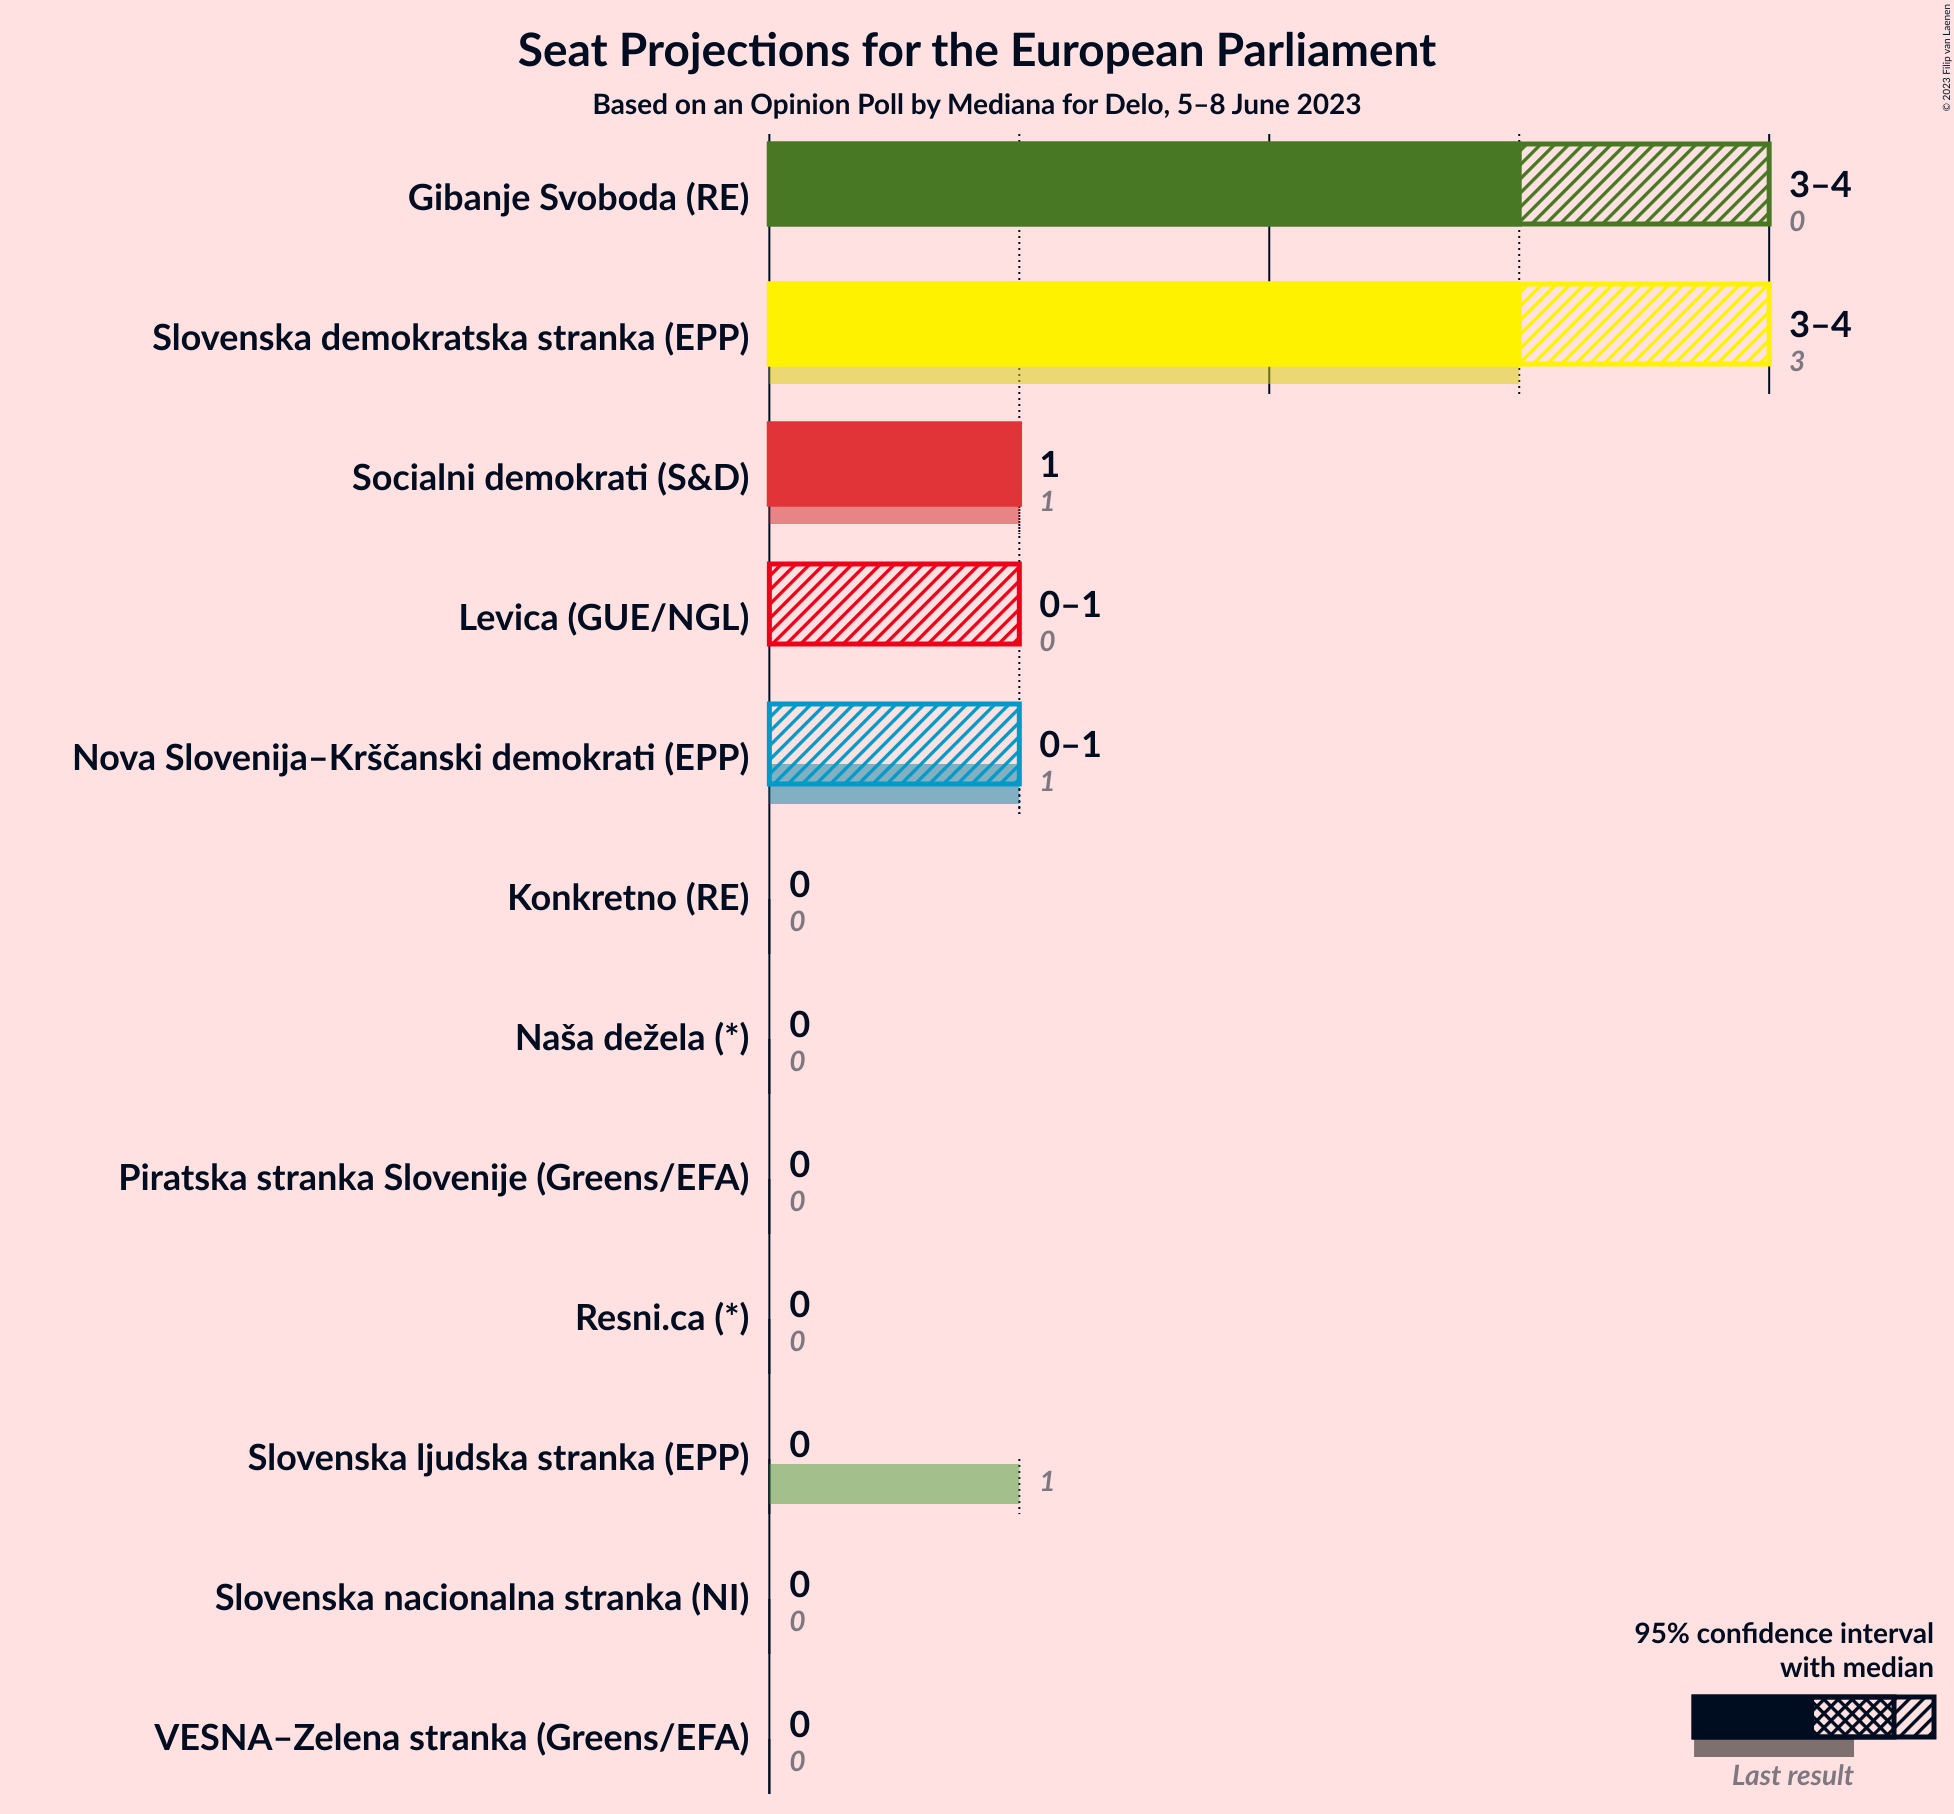 Seat Projections for the European Parliament
Based on an Opinion Poll by Mediana for Delo, 5–8 June 2023
© 2023 Filip van Laenen
Gibanje Svoboda (RE)
3–4
0
Slovenska demokratska stranka (EPP)
3–4
3
Socialni demokrati (S&D)
1
1
Levica (GUE/NGL)
0–1
0
Nova Slovenija–Krščanski demokrati (EPP)
0–1
1
Konkretno (RE)
0
0
Naša dežela (*)
0
0
Piratska stranka Slovenije (Greens/EFA)
0
0
Resni.ca (*)
0
0
Slovenska ljudska stranka (EPP)
0
1
Slovenska nacionalna stranka (NI)
0
0
VESNA–Zelena stranka (Greens/EFA)
0
0
95% confidence interval
with median
Last result